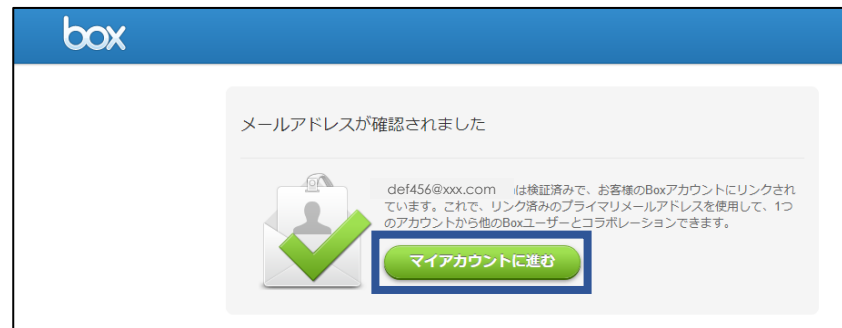 box
メールアドレスが確認されました
def456@xxx.com は検証済みで、お客様のBoxアカウントにリンクされ
ています。これで、リンク済みのプライマリメールアドレスを使用して、1つ
のアカウントから他のBoxユーザーとコラボレーションできます。
マイアカウントに進む